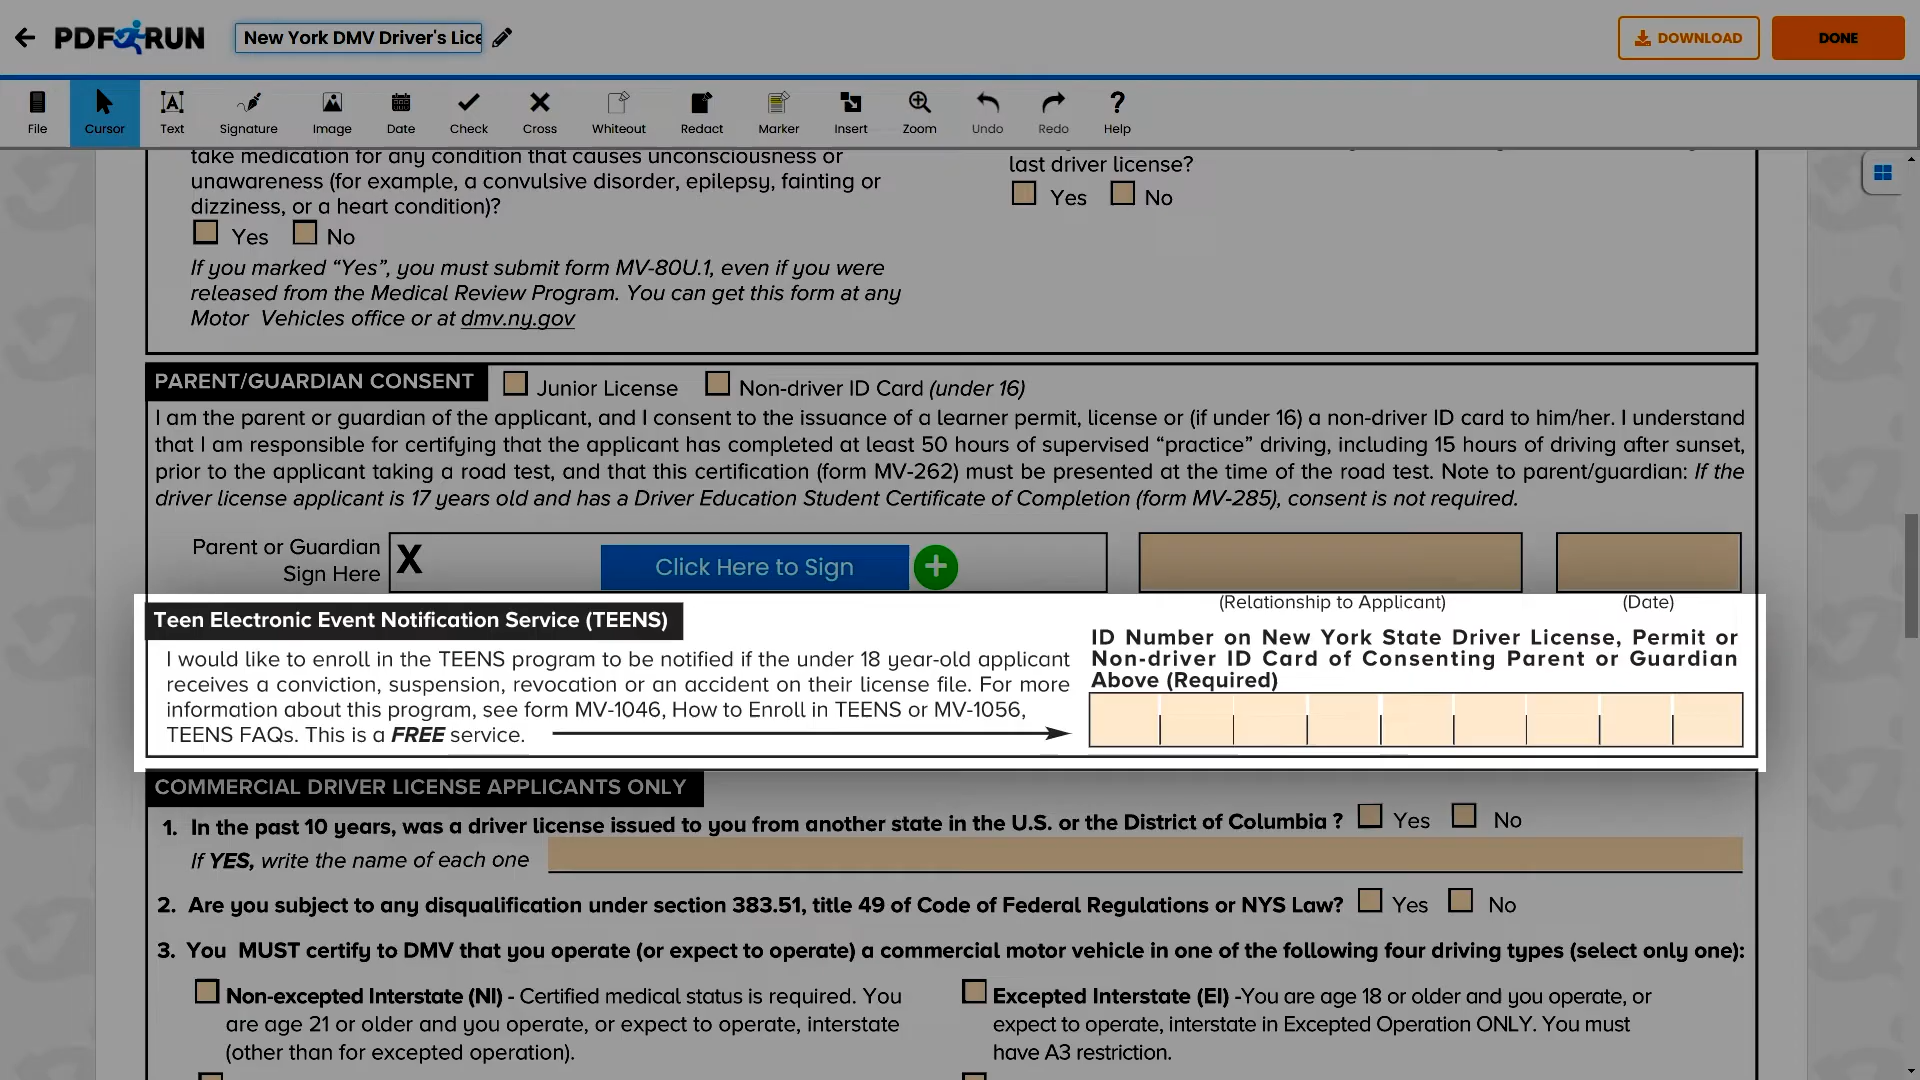 PDF RUN
New York DMV Driver's Lice
DOWNLOAD
DONE
File
Cursor
Text
Signature
Image
Date
Check
Cross
Whiteout
Redact
Marker
Insert
Zoom
Undo
Redo
Help
take medication for any condition that causes unconsciousness or
unawareness (for example, a convulsive disorder, epilepsy, fainting or
dizziness, or a heart condition)?
Yes No
If you marked “Yes”, you must submit form MV-80U.1, even if you were
released from the Medical Review Program. You can get this form at any
Motor Vehicles office or at dmv.ny.gov
last driver license?
Yes No
PARENT/GUARDIAN CONSENT Junior License Non-driver ID Card (under 16)
I am the parent or guardian of the applicant, and I consent to the issuance of a learner permit, license or (if under 16) a non-driver ID card to him/her. I understand
that I am responsible for certifying that the applicant has completed at least 50 hours of supervised “practice” driving, including 15 hours of driving after sunset,
prior to the applicant taking a road test, and that this certification (form MV-262) must be presented at the time of the road test. Note to parent/guardian: If the
driver license applicant is 17 years old and has a Driver Education Student Certificate of Completion (form MV-285), consent is not required.
Parent or Guardian
Sign Here
X
Click Here to Sign
(Relationship to Applicant)
(Date)
Teen Electronic Event Notification Service (TEENS)
I would like to enroll in the TEENS program to be notified if the under 18 year-old applicant
receives a conviction, suspension, revocation or an accident on their license file. For more
information about this program, see form MV-1046, How to Enroll in TEENS or MV-1056,
TEENS FAQs. This is a FREE service.
ID Number on New York State Driver License, Permit or
Non-driver ID Card of Consenting Parent or Guardian
Above (Required)
COMMERCIAL DRIVER LICENSE APPLICANTS ONLY
1. In the past 10 years, was a driver license issued to you from another state in the U.S. or the District of Columbia ? Yes No
If YES, write the name of each one
2. Are you subject to any disqualification under section 383.51, title 49 of Code of Federal Regulations or NYS Law? Yes No
3. You MUST certify to DMV that you operate (or expect to operate) a commercial motor vehicle in one of the following four driving types (select only one):
Non-excepted Interstate (NI) - Certified medical status is required. You
are age 21 or older and you operate, or expect to operate, interstate
(other than for excepted operation).
Excepted Interstate (EI) -You are age 18 or older and you operate, or
expect to operate, interstate in Excepted Operation ONLY. You must
have A3 restriction.